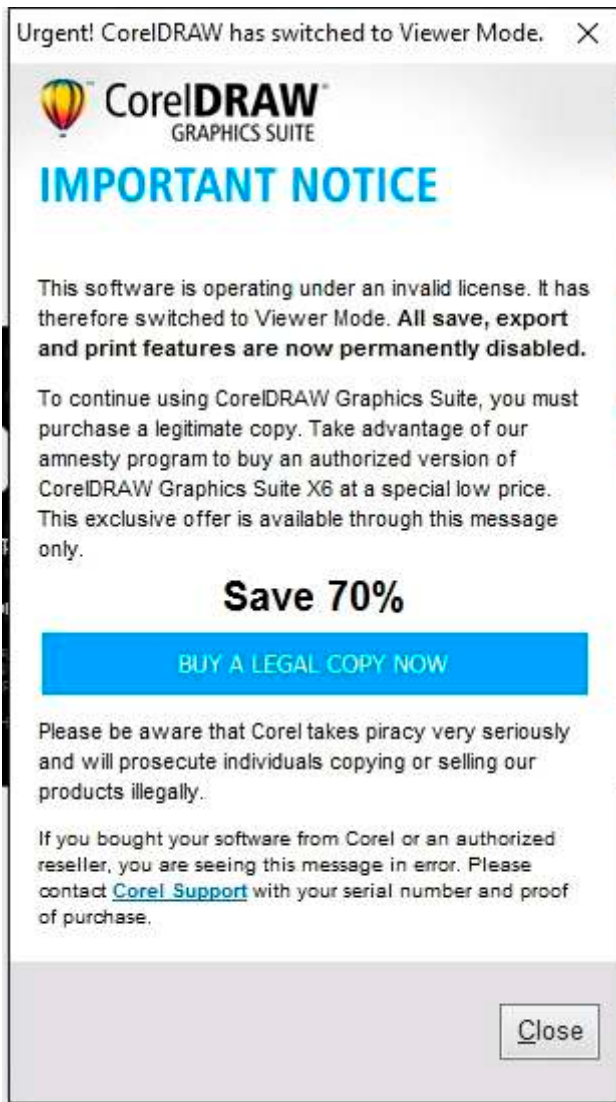 Urgent! CorelDRAW has switched to Viewer Mode.
CorelDRAW
GRAPHICS SUITE
IMPORTANT NOTICE
This software is operating under an invalid license. It has
therefore switched to Viewer Mode. All save, export
and print features are now permanently disabled.
To continue using CorelDRAW Graphics Suite, you must
purchase a legitimate copy. Take advantage of our
amnesty program to buy an authorized version of
CorelDRAW Graphics Suite X6 at a special low price.
This exclusive offer is available through this message
only.
Save 70%
BUY A LEGAL COPY NOW
Please be aware that Corel takes piracy very seriously
and will prosecute individuals copying or selling our
products illegally.
If you bought your software from Corel or an authorized
reseller, you are seeing this message in error. Please
contact Corel Support with your serial number and proof
of purchase.
Close